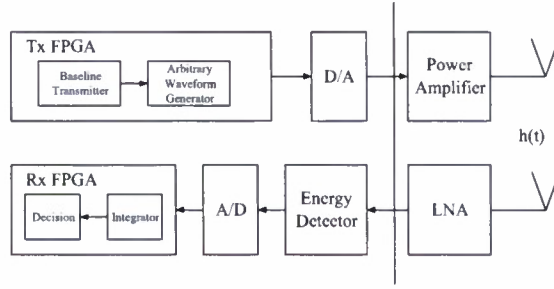 Tx FPGA
Baseline
Transmitter
Arbitrary
Waveform
Generator
D/A
Power
Amplifier
h(t)
Rx FPGA
Decision
Integrator
A/D
Energy
Detector
LNA